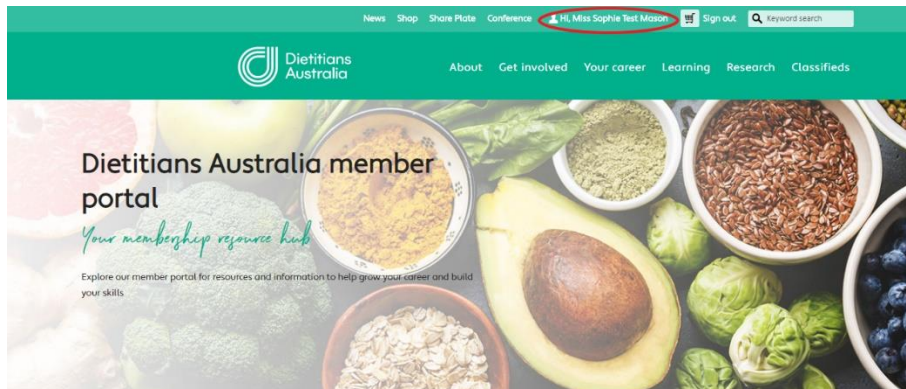 News Shop Share Plate Conference Hi, Miss Sophie Test Mason Sign out Keyword search
Dietitians
Australia
About Get involved Your career Learning Research Classifieds
Dietitians Australia member
portal
Your membership resource hub
Explore our member portal for resources and information to help grow your career and build
your skills